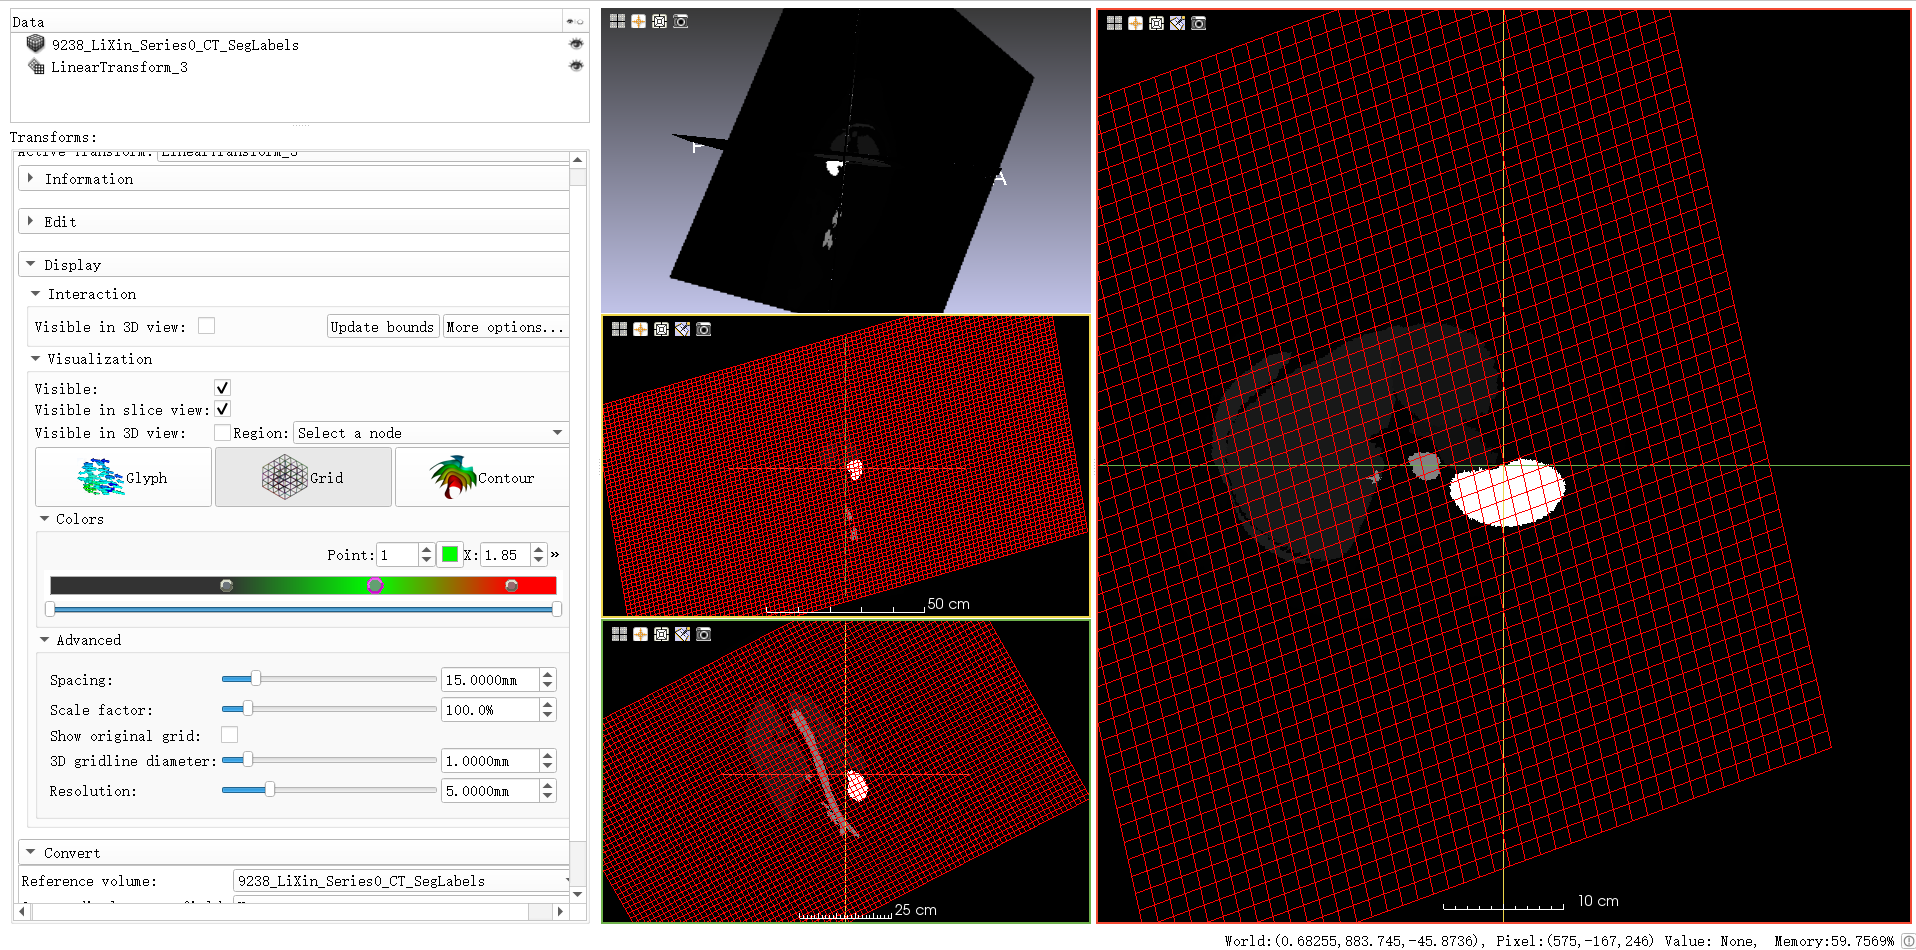 Data
9238_LiXin_Series0_CT_SegLabels
LinearTransform_3
Transforms:
Active Transform: LinearTransform_3
Information
Edit
Display
Interaction
Visible in 3D view:
Update bounds
More options...
Visualization
Visible:
Visible in slice view:
Visible in 3D view:
Region: Select a node
Glyph
Grid
Contour
Colors
Point: 1 X: 1.85 »
Advanced
Spacing: 15.0000mm
Scale factor: 100.0%
Show original grid:
3D gridline diameter: 1.0000mm
Resolution: 5.0000mm
Convert
Reference volume: 9238_LiXin_Series0_CT_SegLabels
A
50 cm
25 cm
10 cm
World:(0.68255,883.745,-45.8736), Pixel:(575,-167,246) Value: None, Memory:59.7569%